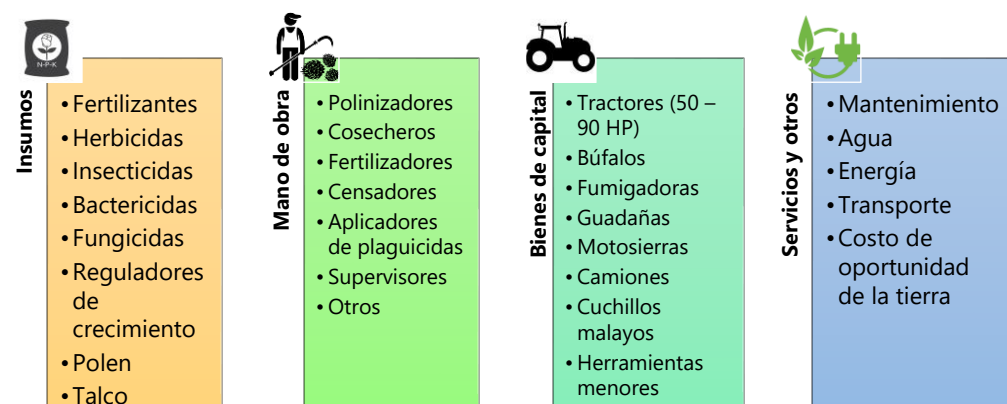 N-P-K
Insumos
• Fertilizantes
• Herbicidas
• Insecticidas
• Bactericidas
• Fungicidas
• Reguladores
de
crecimiento
• Polen
• Talco
Mano de obra
• Polinizadores
• Cosecheros
• Fertilizadores
• Censadores
• Aplicadores
de plaguicidas
• Supervisores
• Otros
Bienes de capital
• Tractores (50 –
90 HP)
• Búfalos
• Fumigadoras
• Guadañas
• Motosierras
• Camiones
• Cuchillos
malayos
• Herramientas
menores
Servicios y otros
• Mantenimiento
• Agua
• Energía
• Transporte
• Costo de
oportunidad
de la tierra